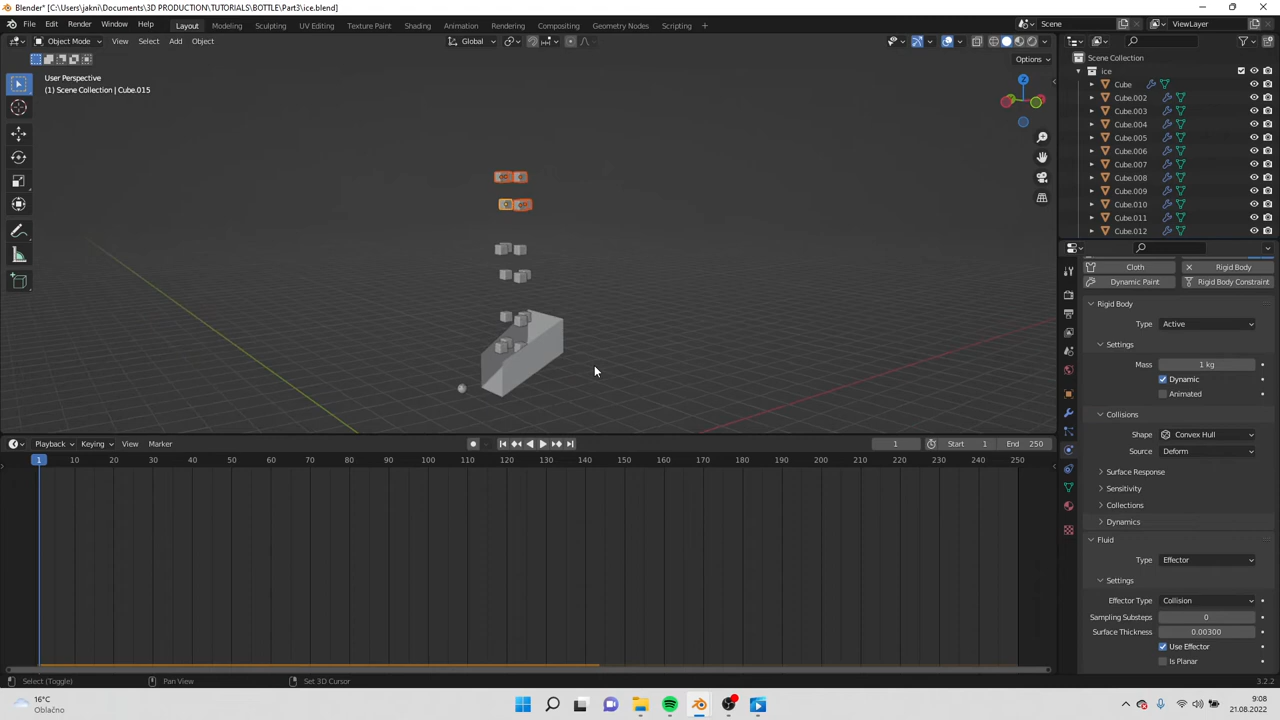 Blender* [C:\Users\jakni\Documents\3D PRODUCTION\TUTORIALS\BOTTLE\Part3\ice.blend]
File Edit Render Window Help Layout Modeling Sculpting UV Editing Texture Paint Shading Animation Rendering Compositing Geometry Nodes Scripting + Scene ViewLayer
Object Mode View Select Add Object Global
Options
User Perspective
(1) Scene Collection | Cube.015
Z
Scene Collection
ice
Cube
Cube.002
Cube.003
Cube.004
Cube.005
Cube.006
Cube.007
Cube.008
Cube.009
Cube.010
Cube.011
Cube.012
Cloth Rigid Body
Dynamic Paint Rigid Body Constraint
Rigid Body
Type Active
Settings
Mass 1 kg
Dynamic
Animated
Collisions
Shape Convex Hull
Source Deform
Surface Response
Sensitivity
Collections
Dynamics
Fluid
Type Effector
Settings
Effector Type Collision
Sampling Substeps 0
Surface Thickness 0.00300
Use Effector
Is Planar
Playback Keying View Marker 1 Start 1 End 250
1 10 20 30 40 50 60 70 80 90 100 110 120 130 140 150 160 170 180 190 200 210 220 230 240 250
Select (Toggle) Pan View Set 3D Cursor 3.2.2
16°C
Oblačno
9:08
21.08.2022